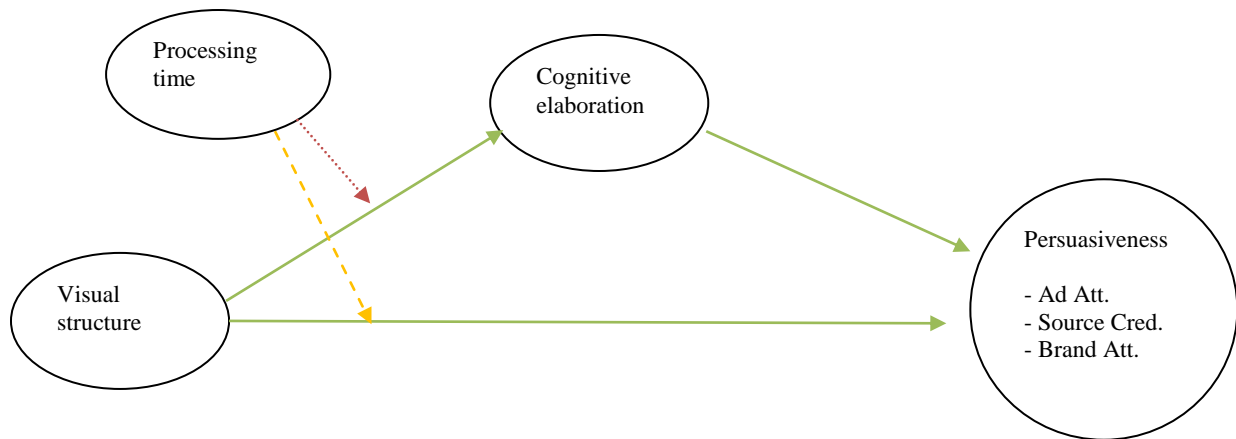 Processing
time
Cognitive
elaboration
Visual
structure
Persuasiveness
- Ad Att.
- Source Cred.
- Brand Att.